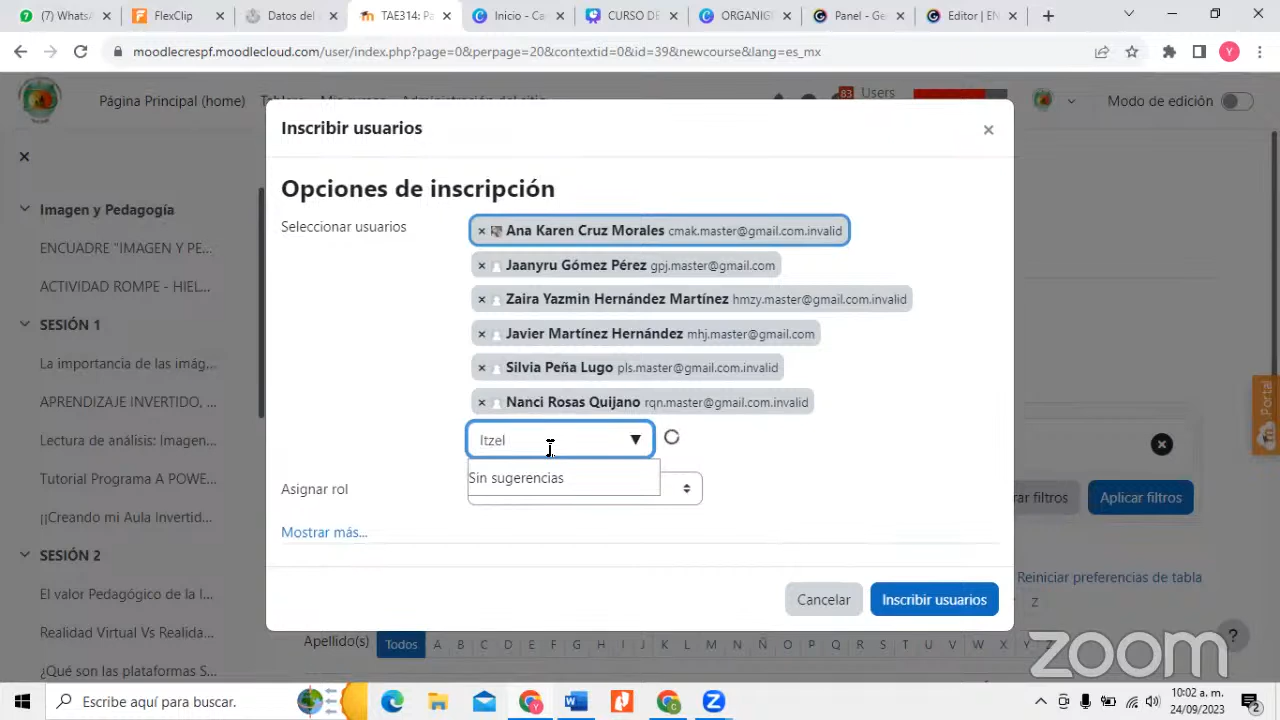 (7) WhatsA
FlexClip
Datos del
TAE314: Pa
Inicio - Ca
CURSO DE
ORGANIG
Panel - Ge
Editor | EN
moodlecrespf.moodlecloud.com/user/index.php?page=0&perpage=20&contextid=0&id=39&newcourse&lang=es_mx
Y
Página Principal (home)
83 Users
Modo de edición
Inscribir usuarios
×
Opciones de inscripción
Seleccionar usuarios
× Ana Karen Cruz Morales cmak.master@gmail.com.invalid
× Jaanyru Gómez Pérez gpj.master@gmail.com
× Zaira Yazmin Hernández Martínez hmzy.master@gmail.com.invalid
× Javier Martínez Hernández mhj.master@gmail.com
× Silvia Peña Lugo pls.master@gmail.com.invalid
× Nanci Rosas Quijano rqn.master@gmail.com.invalid
Itzel
Sin sugerencias
Asignar rol
Mostrar más...
Cancelar
Inscribir usuarios
Imagen y Pedagogía
ENCUADRE "IMAGEN Y PE...
ACTIVIDAD ROMPE - HIEL...
SESIÓN 1
La importancia de las imág...
APRENDIZAJE INVERTIDO, ...
Lectura de análisis: Imagen...
Tutorial Programa A POWE...
¡¡Creando mi Aula Invertid...
SESIÓN 2
El valor Pedagógico de la I...
Realidad Virtual Vs Realida...
¿Qué son las plataformas S...
Portal
rar filtros
Aplicar filtros
Reiniciar preferencias de tabla
Z
Apellido(s) Todos A B C D E F G H I J K L M N Ñ O P Q R S T U V W X Y Z
?
zoom
Escribe aquí para buscar.
10:02 a. m.
24/09/2023
2